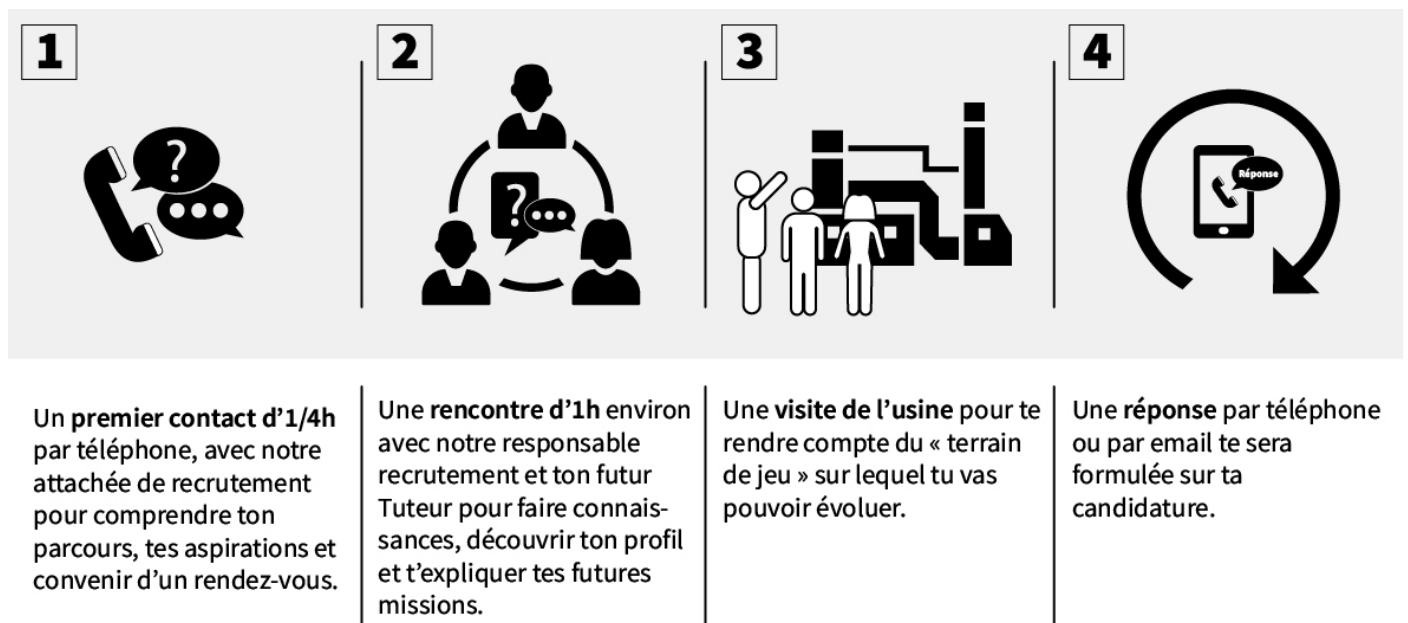 1
2
3
4
?
?
Réponse
Un premier contact d’1/4h
par téléphone, avec notre
attachée de recrutement
pour comprendre ton
parcours, tes aspirations et
convenir d’un rendez-vous.
Une rencontre d’1h environ
avec notre responsable
recrutement et ton futur
Tuteur pour faire connais-
sances, découvrir ton profil
et t’expliquer tes futures
missions.
Une visite de l’usine pour te
rendre compte du « terrain
de jeu » sur lequel tu vas
pouvoir évoluer.
Une réponse par téléphone
ou par email te sera
formulée sur ta
candidature.